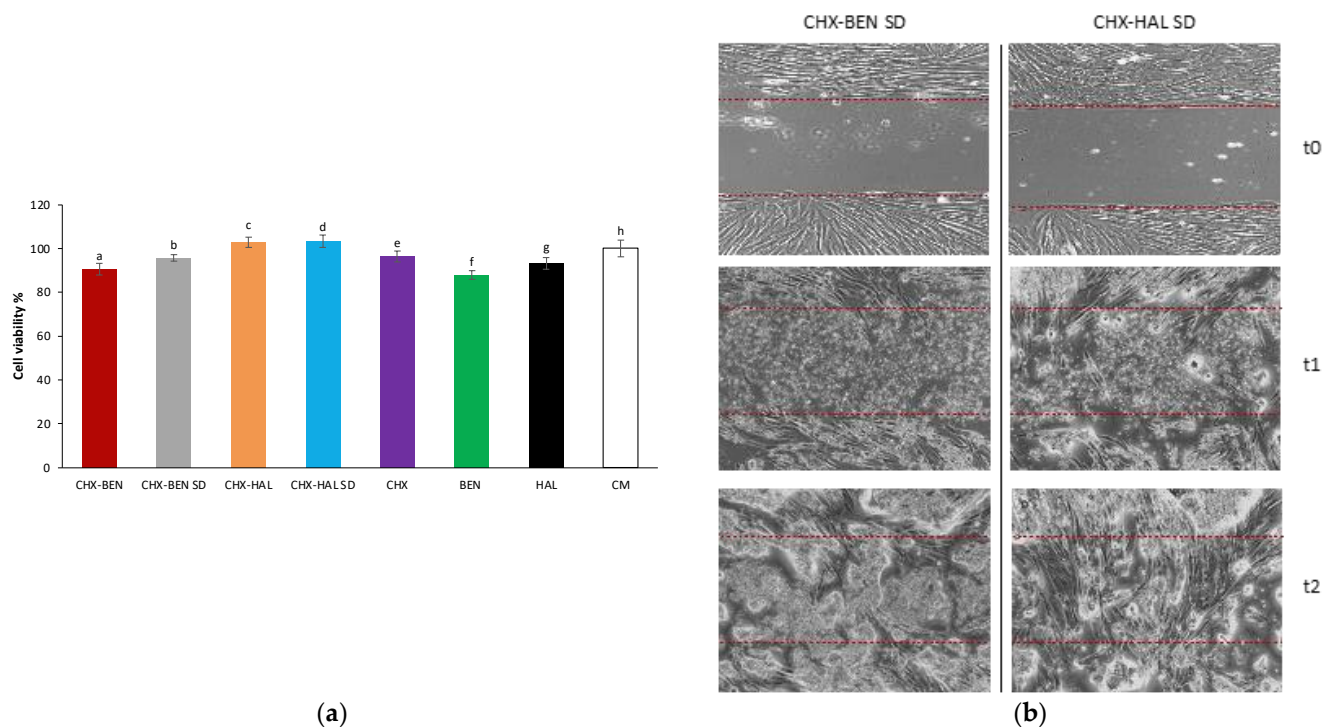 CHX-BEN SD CHX-HAL SD
t0
t1
t2
Cell viability %
120
100
80
60
40
20
0
a b c d e f g h
CHX-BEN CHX-BEN SD CHX-HAL CHX-HAL SD CHX BEN HAL CM
(a) (b)